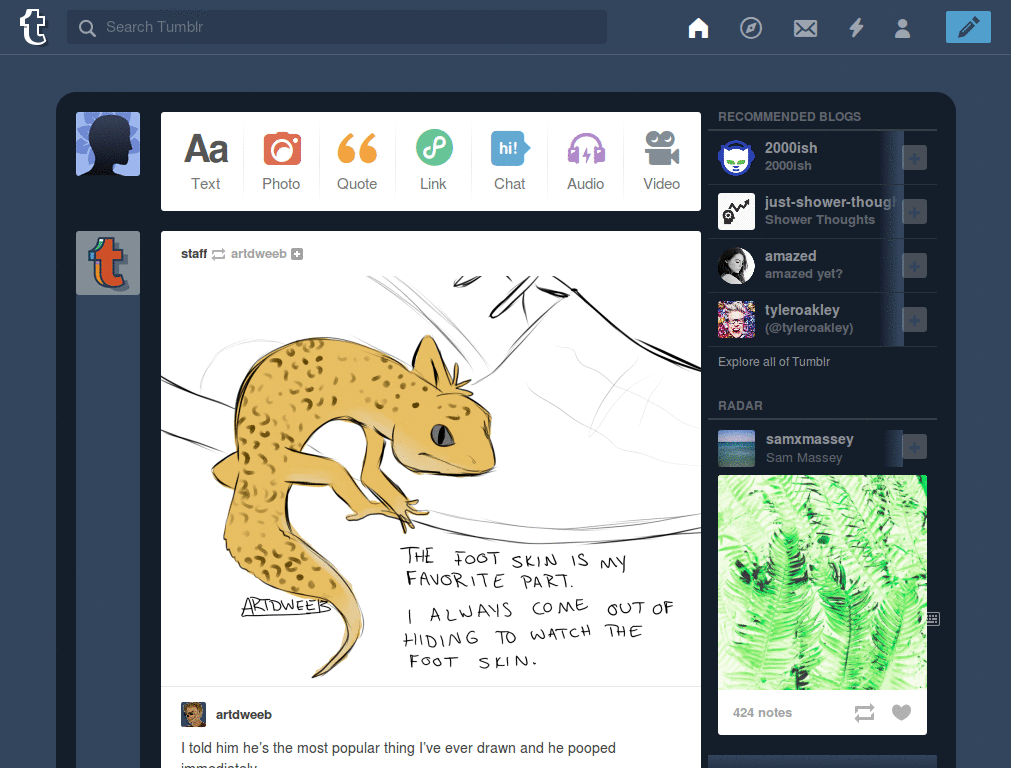 Search Tumblr
Aa
Text
Photo
Quote
Link
hi!
Chat
Audio
Video
staff artdweeb
THE FOOT SKIN IS MY
FAVORITE PART.
I ALWAYS COME OUT OF
HIDING TO WATCH THE
FOOT SKIN.
ARTDWEEB
artdweeb
I told him he's the most popular thing I've ever drawn and he pooped
immediately
RECOMMENDED BLOGS
2000ish
2000ish
just-shower-though
Shower Thoughts
amazed
amazed yet?
tyleroakley
(@tyleroakley)
Explore all of Tumblr
RADAR
samxmassey
Sam Massey
424 notes